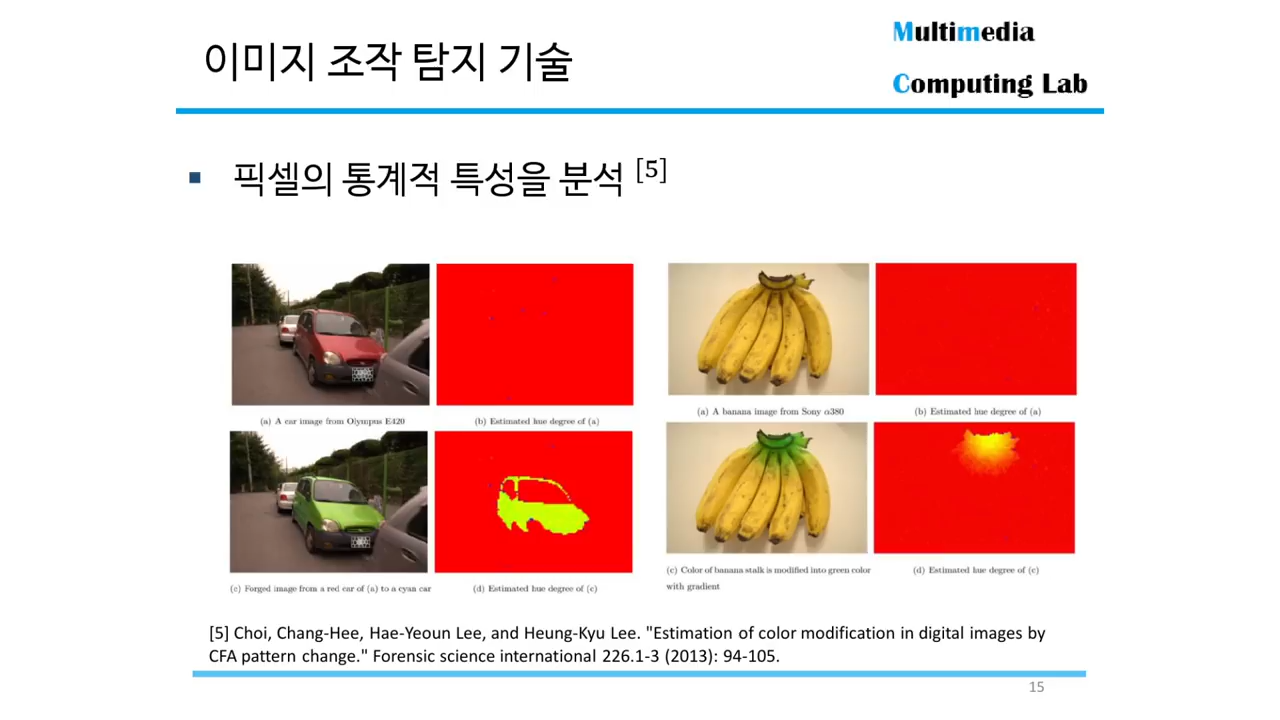 이미지 조작 탐지 기술
Multimedia
Computing Lab
픽셀의 통계적 특성을 분석 [5]
(a) A car image from Olympus E420
(b) Estimated hue degree of (a)
(c) Forged image from a red car of (a) to a cyan car
(d) Estimated hue degree of (c)
(a) A banana image from Sony α380
(b) Estimated hue degree of (a)
(c) Color of banana stalk is modified into green color
with gradient
(d) Estimated hue degree of (c)
[5] Choi, Chang-Hee, Hae-Yeoun Lee, and Heung-Kyu Lee. "Estimation of color modification in digital images by
CFA pattern change." Forensic science international 226.1-3 (2013): 94-105.
15